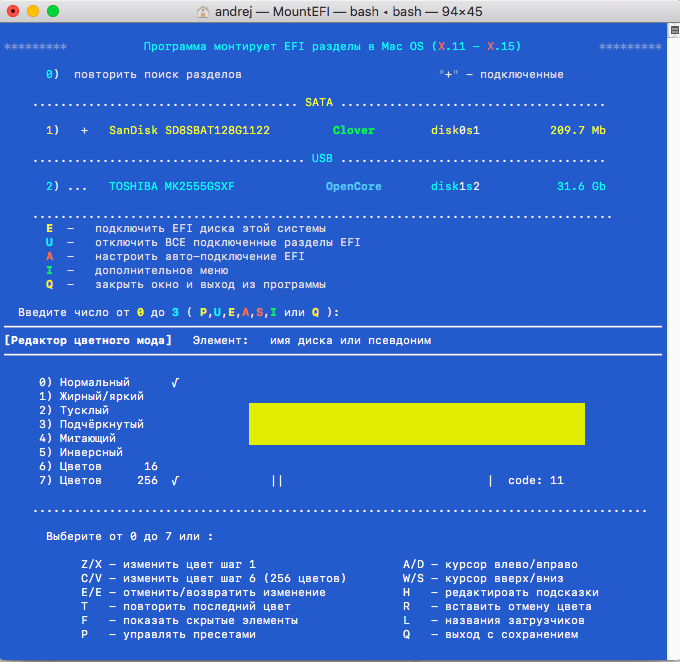 andrej — MountEFI — bash ◂ bash — 94×45
********* Программа монтирует EFI разделы в Mac OS (X.11 – X.15) *********
0) повторить поиск разделов "+" – подключенные
..................................... SATA .....................................
1) + SanDisk SD8SBAT128G1122 Clover disk0s1 209.7 Mb
...................................... USB .....................................
2) ... TOSHIBA MK2555GSXF OpenCore disk1s2 31.6 Gb
...................................................................................
E – подключить EFI диска этой системы
U – отключить ВСЕ подключенные разделы EFI
A – настроить авто-подключение EFI
I – дополнительное меню
Q – закрыть окно и выход из программы
Введите число от 0 до 3 ( P,U,E,A,S,I или Q ):
[Редактор цветного мода] Элемент: имя диска или псевдоним
0) Нормальный √
1) Жирный/яркий
2) Тусклый
3) Подчёркнутый
4) Мигающий
5) Инверсный
6) Цветов 16
7) Цветов 256 √ || | code: 11
........................................................................................
Выберите от 0 до 7 или :
Z/X – изменить цвет шаг 1 A/D – курсор влево/вправо
C/V – изменить цвет шаг 6 (256 цветов) W/S – курсор вверх/вниз
E/E – отменить/возвратить изменение H – редактироать подсказки
T – повторить последний цвет R – вставить отмену цвета
F – показать скрытые элементы L – названия загрузчиков
P – управлять пресетами Q – выход с сохранением